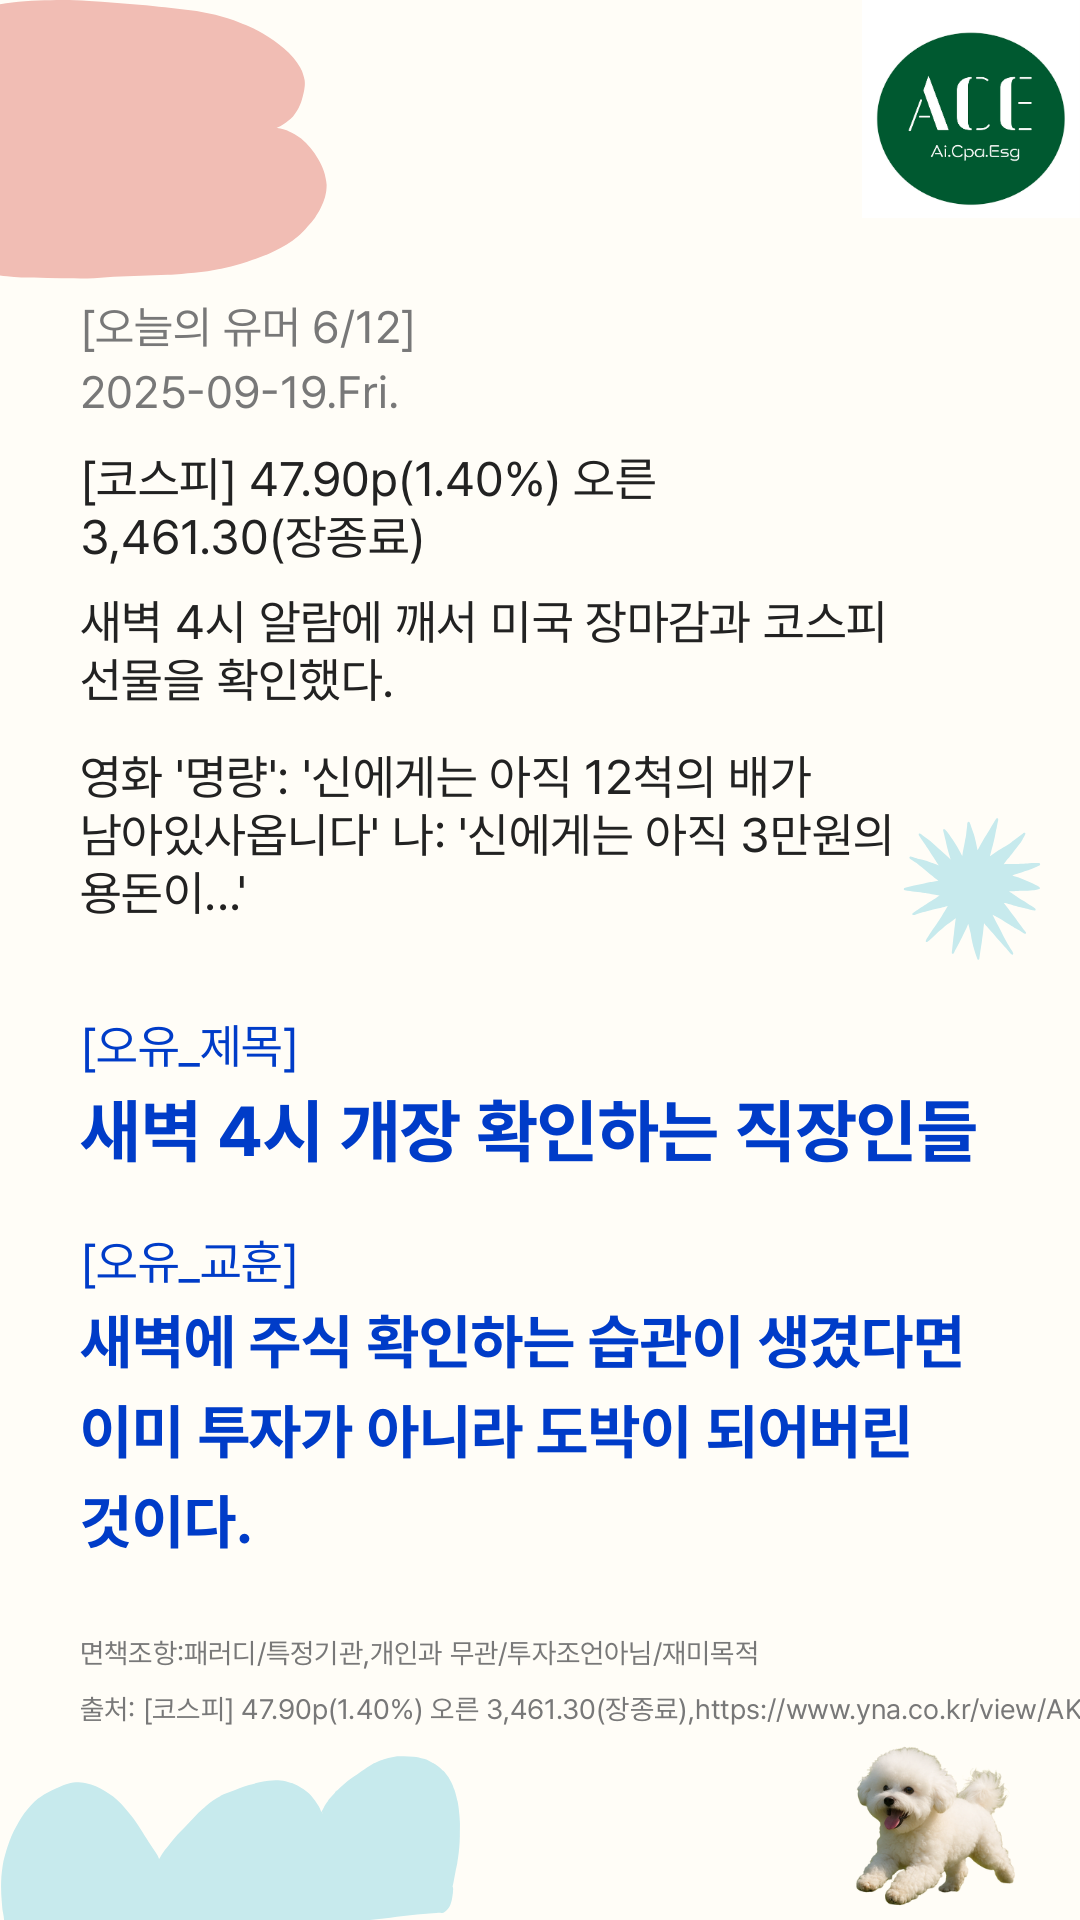 ACE
Ai.Cpa.Esg
[오늘의 유머 6/12]
2025-09-19.Fri.
[코스피] 47.90p(1.40%) 오른
3,461.30(장종료)
새벽 4시 알람에 깨서 미국 장마감과 코스피
선물을 확인했다.
영화 '명량': '신에게는 아직 12척의 배가
남아있사옵니다' 나: '신에게는 아직 3만원의
용돈이...'
[오유_제목]
새벽 4시 개장 확인하는 직장인들
[오유_교훈]
새벽에 주식 확인하는 습관이 생겼다면
이미 투자가 아니라 도박이 되어버린
것이다.
면책조항:패러디/특정기관,개인과 무관/투자조언아님/재미목적
출처: [코스피] 47.90p(1.40%) 오른 3,461.30(장종료),https://www.yna.co.kr/view/AK